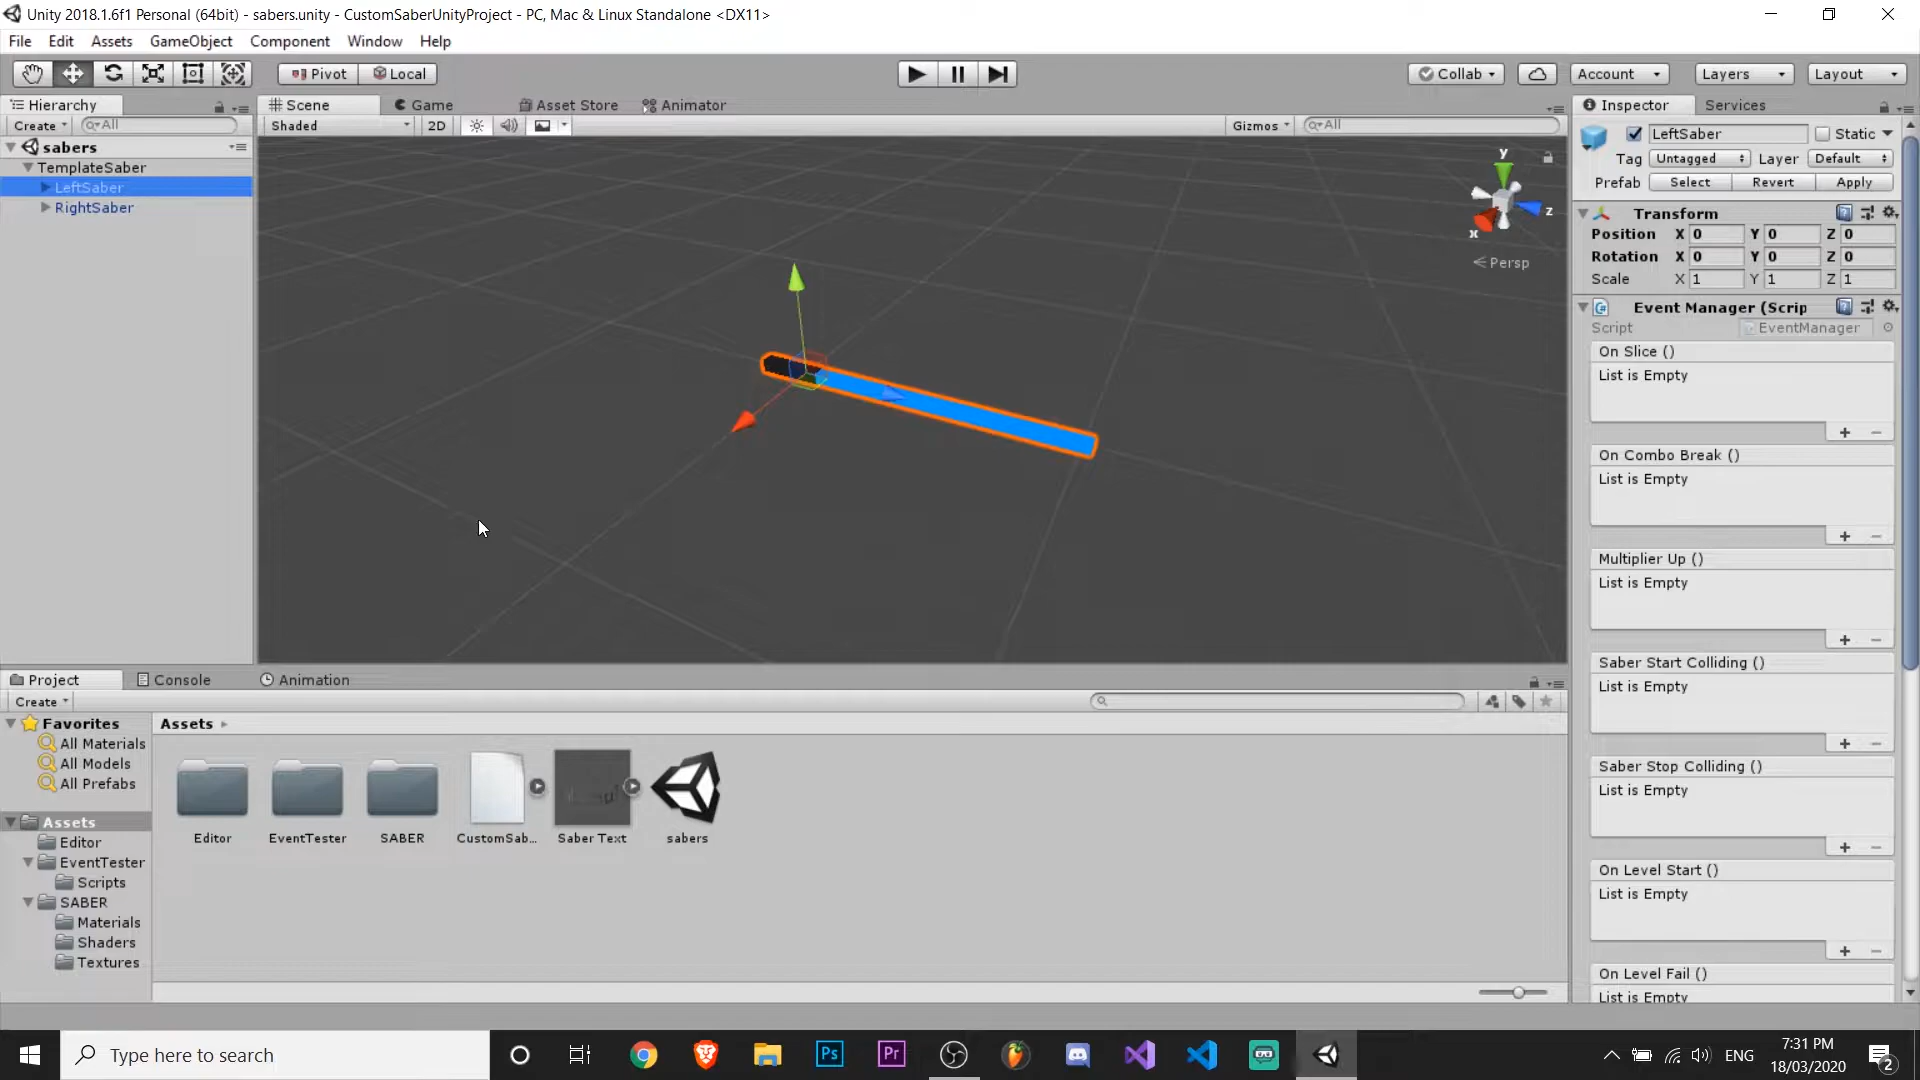 Unity 2018.1.6f1 Personal (64bit) - sabers.unity - CustomSaberUnityProject - PC, Mac & Linux Standalone <DX11>
File Edit Assets GameObject Component Window Help
Pivot Local Collab Account Layers Layout
Hierarchy Scene Game Asset Store Animator Inspector Services
Create All Shaded 2D Gizmos All
sabers
TemplateSaber
LeftSaber
RightSaber
y
z
x
Persp
LeftSaber Static
Tag Untagged Layer Default
Prefab Select Revert Apply
Transform
Position X 0 Y 0 Z 0
Rotation X 0 Y 0 Z 0
Scale X 1 Y 1 Z 1
Event Manager (Scrip
Script EventManager
On Slice ()
List is Empty
+ −
On Combo Break ()
List is Empty
+ −
Multiplier Up ()
List is Empty
+ −
Saber Start Colliding ()
List is Empty
+ −
Saber Stop Colliding ()
List is Empty
+ −
On Level Start ()
List is Empty
+ −
On Level Fail ()
List is Empty
Project Console Animation
Create
Favorites
All Materials
All Models
All Prefabs
Assets
Editor
EventTester
Scripts
SABER
Materials
Shaders
Textures
Assets
Editor EventTester SABER CustomSab... Saber Text sabers
Type here to search
Ps Pr
ENG
7:31 PM
18/03/2020
2